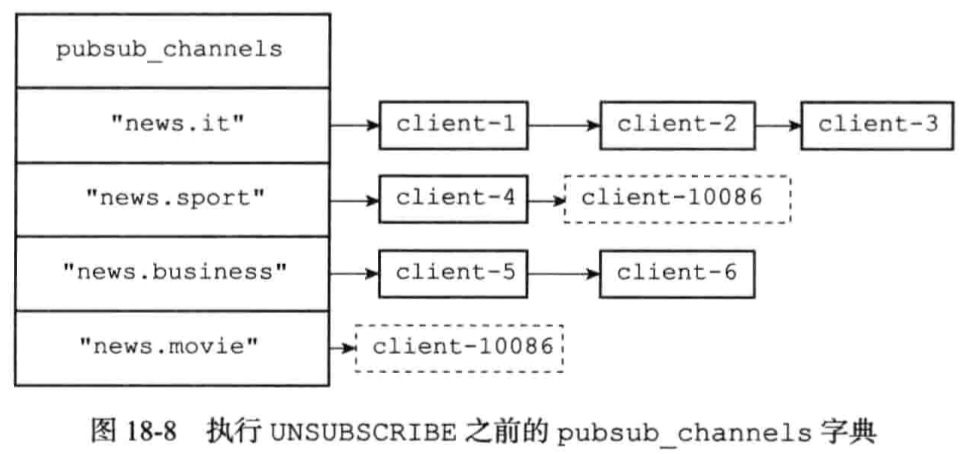 pubsub_channels
"news.it"
client-1
client-2
client-3
"news.sport"
client-4
client-10086
"news.business"
client-5
client-6
"news.movie"
client-10086
图 18-8 执行 UNSUBSCRIBE 之前的 pubsub_channels 字典